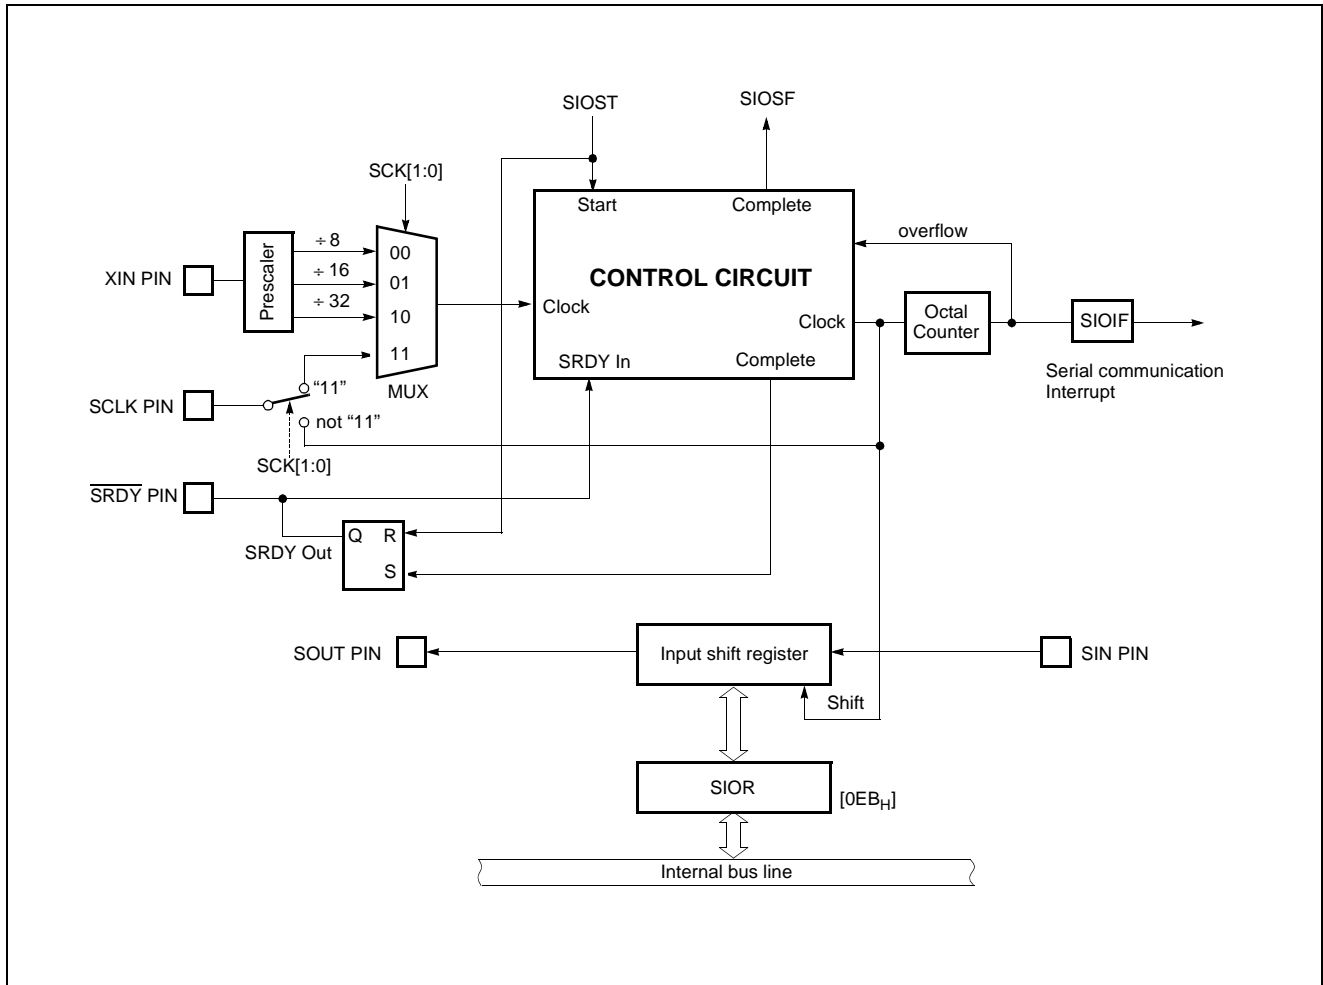 SIOST
SIOSF
SCK[1:0]
Start
Complete
÷ 8
00
overflow
XIN PIN
Prescaler
÷ 16
01
CONTROL CIRCUIT
÷ 32
10
Clock
Clock
Octal
Counter
SIOIF
11
SRDY In
Complete
Serial communication
Interrupt
MUX
“11”
SCLK PIN
not “11”
SCK[1:0]
SRDY PIN
Q R
SRDY Out
S
SOUT PIN
Input shift register
SIN PIN
Shift
SIOR
[0EBH]
Internal bus line